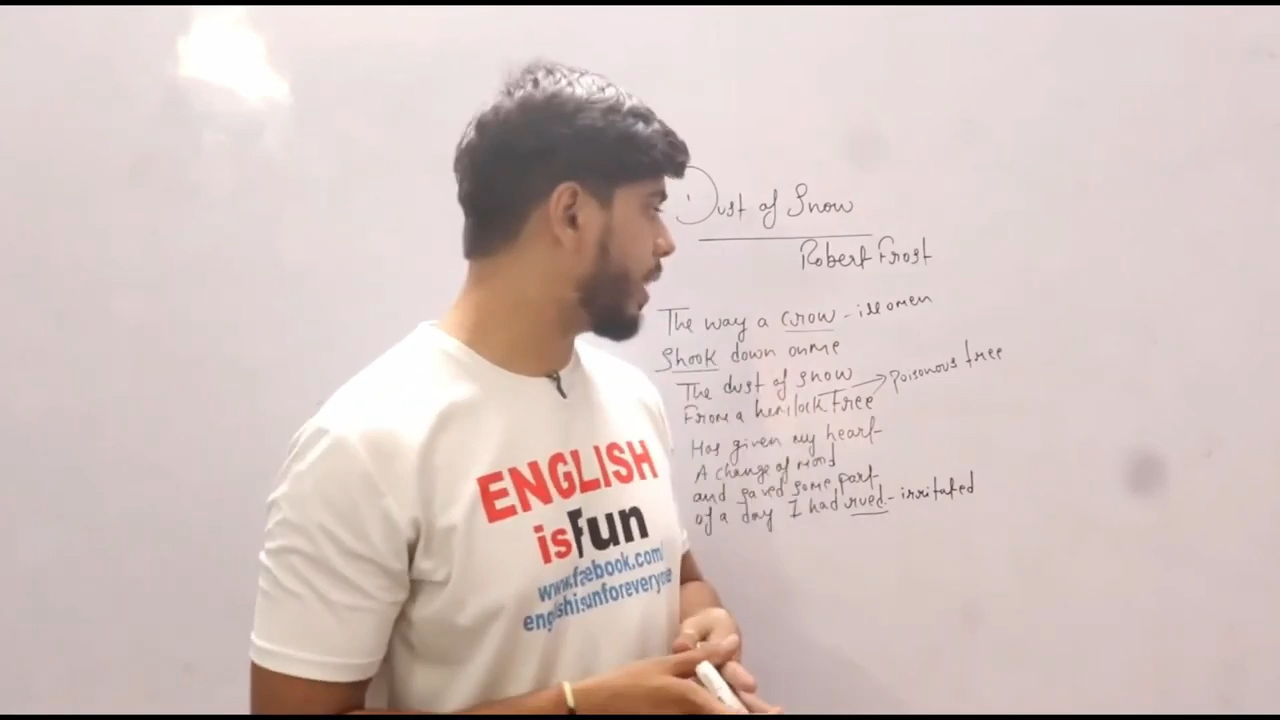 Dust of Snow
Robert Frost
The way a crow - ill omen
Shook down on me
The dust of snow
From a hemlock Tree → Poisonous tree
Has given my heart
A change of mood
and saved some part
of a day I had rued. - irritated
ENGLISH
isFun
www.facebook.com/
englishisfunforeveryone